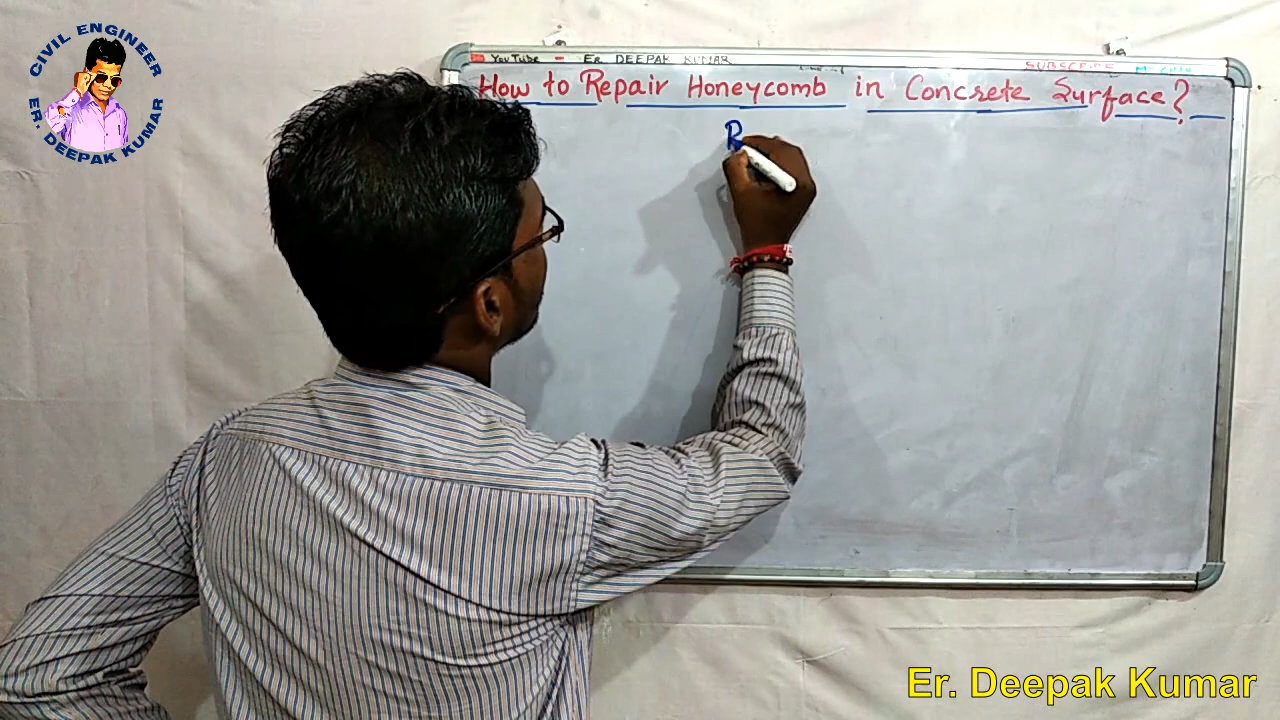 CIVIL ENGINEER
ER. DEEPAK KUMAR
YouTube - Er DEEPAK KUMAR
SUBSCRIBE
How to Repair Honeycomb in Concrete Surface?
R
Er. Deepak Kumar